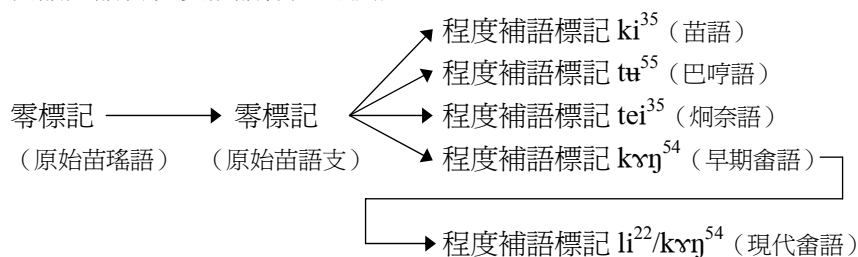 程度補語標記 ki³⁵（苗語）
程度補語標記 tʉ⁵⁵（巴哼語）
零標記 零標記 程度補語標記 tei³⁵（炯奈語）
（原始苗瑤語） （原始苗語支） 程度補語標記 kɤŋ⁵⁴（早期畲語）
程度補語標記 li²²/kɤŋ⁵⁴（現代畲語）